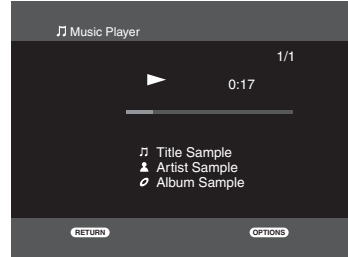 Music Player
1/1
0:17
Title Sample
Artist Sample
Album Sample
RETURN
OPTIONS